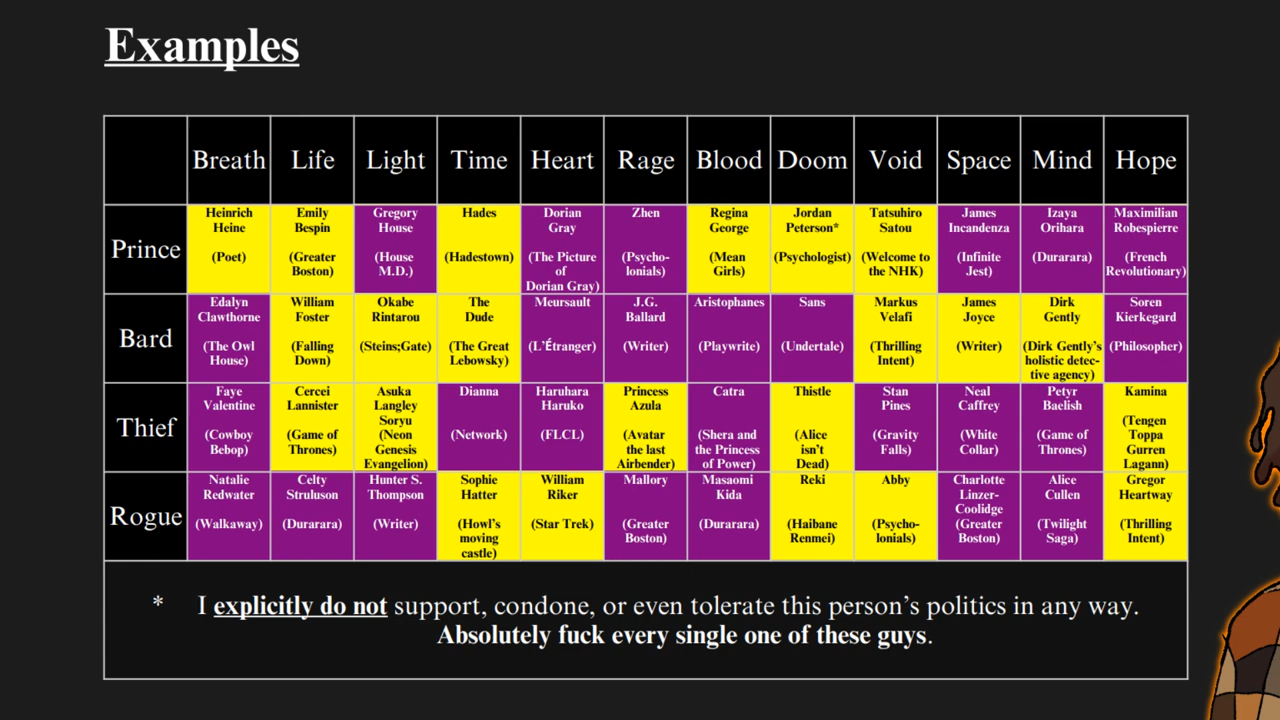 Examples
Breath Life Light Time Heart Rage Blood Doom Void Space Mind Hope
Prince
Heinrich
Heine
(Poet)
Emily
Bespin
(Greater
Boston)
Gregory
House
(House
M.D.)
Hades
(Hadestown)
Dorian
Gray
(The Picture
of
Dorian Gray)
Zhen
(Psycho-
lonials)
Regina
George
(Mean
Girls)
Jordan
Peterson*
(Psychologist)
Tatsuhiro
Satou
(Welcome to
the NHK)
James
Incandenza
(Infinite
Jest)
Izaya
Orihara
(Durarara)
Maximilian
Robespierre
(French
Revolutionary)
Bard
Edalyn
Clawthorne
(The Owl
House)
William
Foster
(Falling
Down)
Okabe
Rintarou
(Steins;Gate)
The
Dude
(The Great
Lebowsky)
Meursault
(L'Étranger)
J.G.
Ballard
(Writer)
Aristophanes
(Playwrite)
Sans
(Undertale)
Markus
Velafi
(Thrilling
Intent)
James
Joyce
(Writer)
Dirk
Gently
(Dirk Gently's
holistic detec-
tive agency)
Soren
Kierkegard
(Philosopher)
Thief
Faye
Valentine
(Cowboy
Bebop)
Cercei
Lannister
(Game of
Thrones)
Asuka
Langley
Soryu
(Neon
Genesis
Evangelion)
Dianna
(Network)
Haruhara
Haruko
(FLCL)
Princess
Azula
(Avatar
the last
Airbender)
Catra
(Shera and
the Princess
of Power)
Thistle
(Alice
isn't
Dead)
Stan
Pines
(Gravity
Falls)
Neal
Caffrey
(White
Collar)
Petyr
Baelish
(Game of
Thrones)
Kamina
(Tengen
Toppa
Gurren
Lagann)
Rogue
Natalie
Redwater
(Walkaway)
Celty
Struluson
(Durarara)
Hunter S.
Thompson
(Writer)
Sophie
Hatter
(Howl's
moving
castle)
William
Riker
(Star Trek)
Mallory
(Greater
Boston)
Masaomi
Kida
(Durarara)
Reki
(Haibane
Renmei)
Abby
(Psycho-
lonials)
Charlotte
Linzer-
Coolidge
(Greater
Boston)
Alice
Cullen
(Twilight
Saga)
Gregor
Heartway
(Thrilling
Intent)
* I explicitly do not support, condone, or even tolerate this person's politics in any way.
Absolutely fuck every single one of these guys.